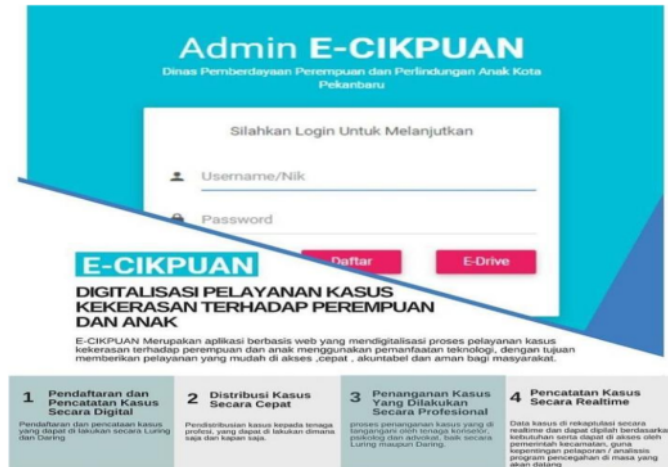 Admin E-CIKPUAN
Dinas Pemberdayaan Perempuan dan Perlindungan Anak Kota
Pekanbaru
Silahkan Login Untuk Melanjutkan
Username/Nik
Password
Daftar
E-Drive
E-CIKPUAN
DIGITALISASI PELAYANAN KASUS
KEKERASAN TERHADAP PEREMPUAN
DAN ANAK
E-CIKPUAN Merupakan aplikasi berbasis web yang mendigitalisasi proses pelayanan kasus
kekerasan terhadap perempuan dan anak menggunakan pemanfaatan teknologi, dengan tujuan
memberikan pelayanan yang mudah di akses ,cepat , akuntabel dan aman bagi masyarakat.
1 Pendaftaran dan
Pencatatan Kasus
Secara Digital
Pendaftaran dan pencataan kasus
yang dapat di lakukan secara Luring
dan Daring
2 Distribusi Kasus
Secara Cepat
Pendistribusian kasus kepada tenaga
profesi, yang dapat di lakukan dimana
saja dan kapan saja.
3 Penanganan Kasus
Yang Dilakukan
Secara Profesional
proses penanganan kasus yang di
tangangani oleh tenaga konselor,
psikolog dan advokat, baik secara
Luring maupun Daring.
4 Pencatatan Kasus
Secara Realtime
Data kasus di rekaptulasi secara
realtime dan dapat dipilah berdasarka
kebutuhan serta dapat di akses oleh
pemerintah kecamatan, guna
kepentingan pelaporan / analisis
program pencegahan di masa yang
akan datang